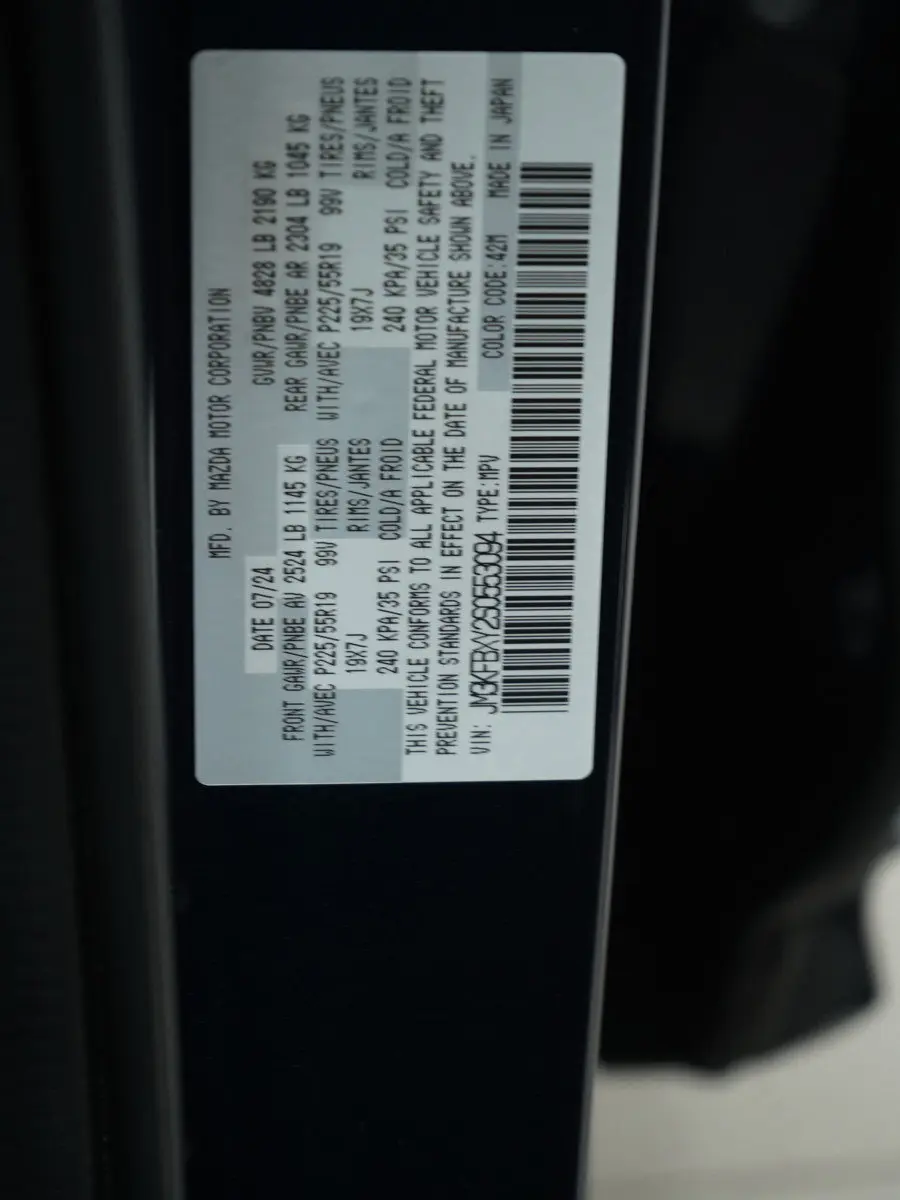 MFD. BY MAZDA MOTOR CORPORATION
DATE 07/24 GVWR/PNBV 4828 LB 2190 KG
FRONT GAWR/PNBE AV 2524 LB 1145 KG REAR GAWR/PNBE AR 2304 LB 1045 KG
WITH/AVEC P225/55R19 99V TIRES/PNEUS WITH/AVEC P225/55R19 99V TIRES/PNEUS
19X7J RIMS/JANTES 19X7J RIMS/JANTES
240 KPA/35 PSI COLD/A FROID 240 KPA/35 PSI COLD/A FROID
THIS VEHICLE CONFORMS TO ALL APPLICABLE FEDERAL MOTOR VEHICLE SAFETY AND THEFT
PREVENTION STANDARDS IN EFFECT ON THE DATE OF MANUFACTURE SHOWN ABOVE.
VIN: JM3KFBXY2S0553094 TYPE:MPV COLOR CODE:42M MADE IN JAPAN